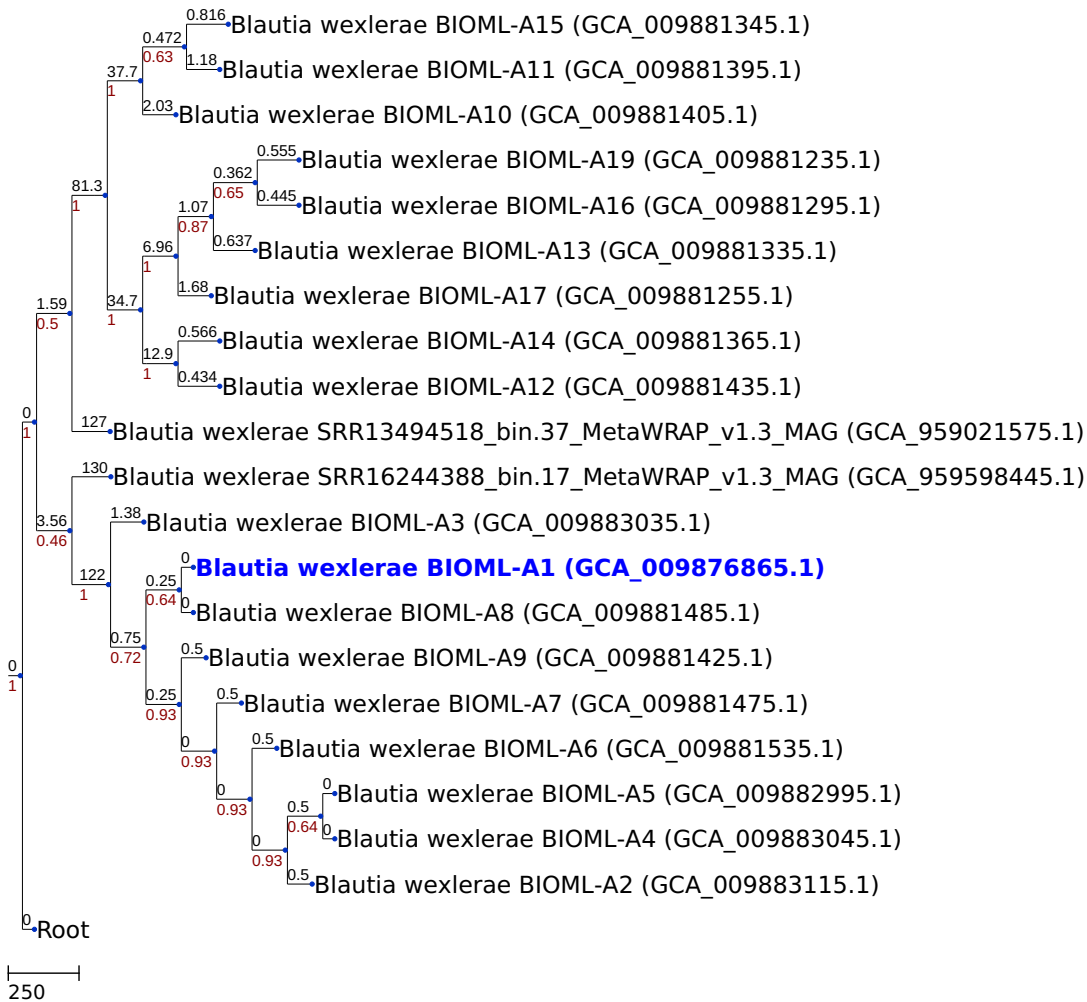 0.816 Blautia wexlerae BIOML-A15 (GCA_009881345.1)
0.472
0.63
1.18 Blautia wexlerae BIOML-A11 (GCA_009881395.1)
37.7
1
2.03 Blautia wexlerae BIOML-A10 (GCA_009881405.1)
0.555 Blautia wexlerae BIOML-A19 (GCA_009881235.1)
0.362
0.65
81.3
1
0.445 Blautia wexlerae BIOML-A16 (GCA_009881295.1)
1.07
0.87
0.637 Blautia wexlerae BIOML-A13 (GCA_009881335.1)
6.96
1
1.68 Blautia wexlerae BIOML-A17 (GCA_009881255.1)
1.59
0.5
34.7
1
0.566 Blautia wexlerae BIOML-A14 (GCA_009881365.1)
12.9
1
0.434 Blautia wexlerae BIOML-A12 (GCA_009881435.1)
0
1
127 Blautia wexlerae SRR13494518_bin.37_MetaWRAP_v1.3_MAG (GCA_959021575.1)
130 Blautia wexlerae SRR16244388_bin.17_MetaWRAP_v1.3_MAG (GCA_959598445.1)
3.56
0.46
1.38 Blautia wexlerae BIOML-A3 (GCA_009883035.1)
0 Blautia wexlerae BIOML-A1 (GCA_009876865.1)
122
1
0.25
0.64
0 Blautia wexlerae BIOML-A8 (GCA_009881485.1)
0.75
0.72
0.5 Blautia wexlerae BIOML-A9 (GCA_009881425.1)
0
1
0.25
0.93
0.5 Blautia wexlerae BIOML-A7 (GCA_009881475.1)
0
0.93
0.5 Blautia wexlerae BIOML-A6 (GCA_009881535.1)
0
0.93
0 Blautia wexlerae BIOML-A5 (GCA_009882995.1)
0.5
0.64
0 Blautia wexlerae BIOML-A4 (GCA_009883045.1)
0
0.93
0.5 Blautia wexlerae BIOML-A2 (GCA_009883115.1)
0 Root
250